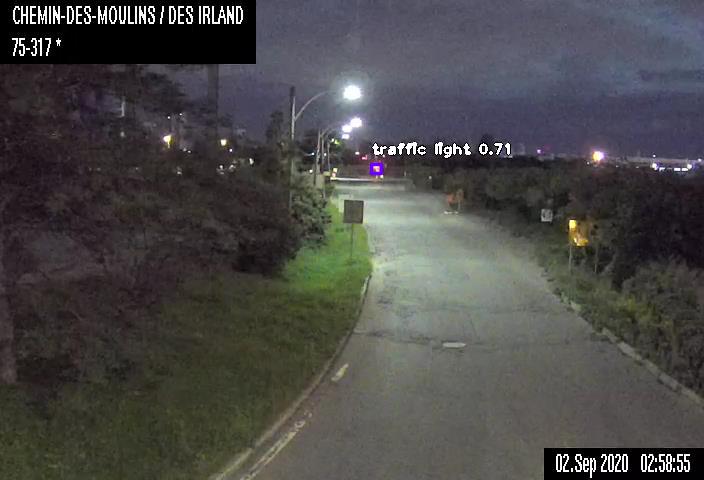 CHEMIN-DES-MOULINS / DES IRLAND
75-317 *
traffic light 0.71
02.Sep 2020 02:58:55